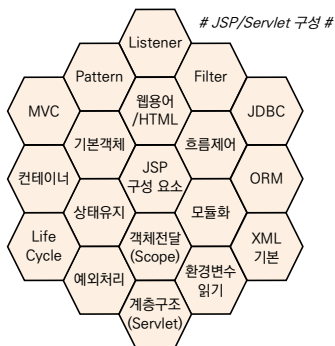 # JSP/Servlet 구성 #
Listener
Pattern
Filter
MVC
웹용어
/HTML
JDBC
기본객체
흐름제어
컨테이너
JSP
구성 요소
ORM
상태유지
모듈화
Life
Cycle
객체전달
(Scope)
XML
기본
예외처리
환경변수
읽기
계층구조
(Servlet)